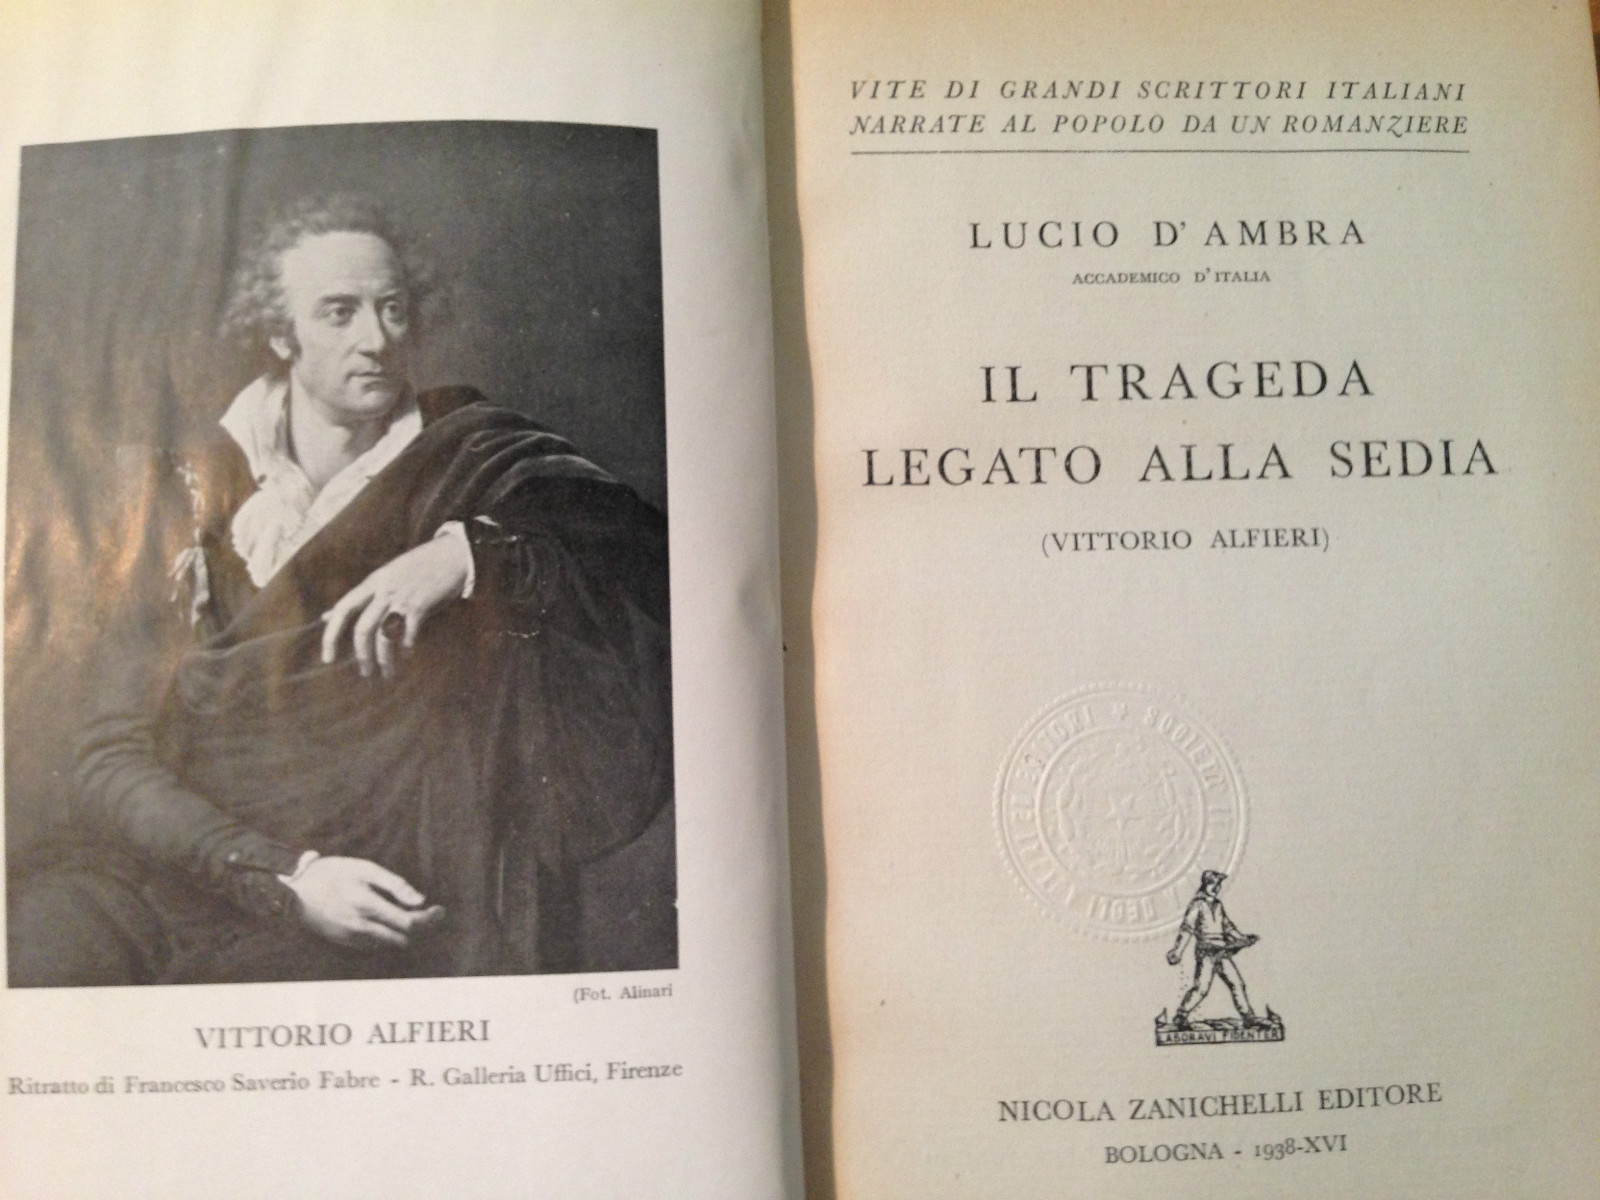 (Fot. Alinari
VITTORIO ALFIERI
Ritratto di Francesco Saverio Fabre - R. Galleria Uffici, Firenze
VITE DI GRANDI SCRITTORI ITALIANI
NARRATE AL POPOLO DA UN ROMANZIERE
LUCIO D'AMBRA
ACCADEMICO D'ITALIA
IL TRAGEDA
LEGATO ALLA SEDIA
(VITTORIO ALFIERI)
LABORAVI FIDENTER
NICOLA ZANICHELLI EDITORE
BOLOGNA - 1938-XVI